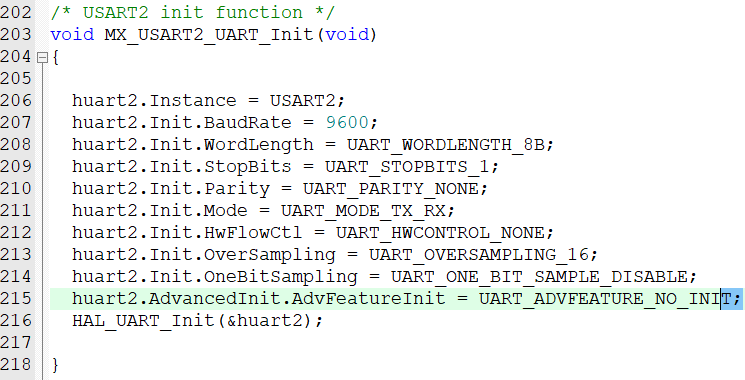 202 /* USART2 init function */
203 void MX_USART2_UART_Init(void)
204 {
205
206 huart2.Instance = USART2;
207 huart2.Init.BaudRate = 9600;
208 huart2.Init.WordLength = UART_WORDLENGTH_8B;
209 huart2.Init.StopBits = UART_STOPBITS_1;
210 huart2.Init.Parity = UART_PARITY_NONE;
211 huart2.Init.Mode = UART_MODE_TX_RX;
212 huart2.Init.HwFlowCtl = UART_HWCONTROL_NONE;
213 huart2.Init.OverSampling = UART_OVERSAMPLING_16;
214 huart2.Init.OneBitSampling = UART_ONE_BIT_SAMPLE_DISABLE;
215 huart2.AdvancedInit.AdvFeatureInit = UART_ADVFEATURE_NO_INIT;
216 HAL_UART_Init(&huart2);
217
218 }